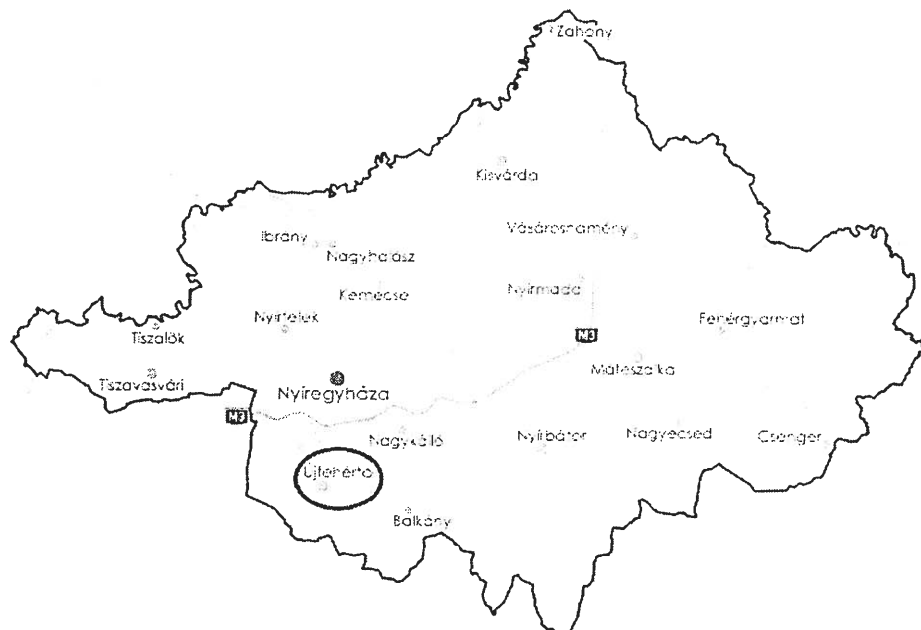 Záhony
Kisvárda
Vásárosnamény
Ibrány
Nagyhalász
Kemecse
Nyírmada
Nyírtelek
Fehérgyarmat
Tiszalök
M3
Mátészalka
Tiszavasvári
Nyíregyháza
M3
Nagykálló
Nyírbátor
Nagyecsed
Csenger
Újfehértó
Balkány